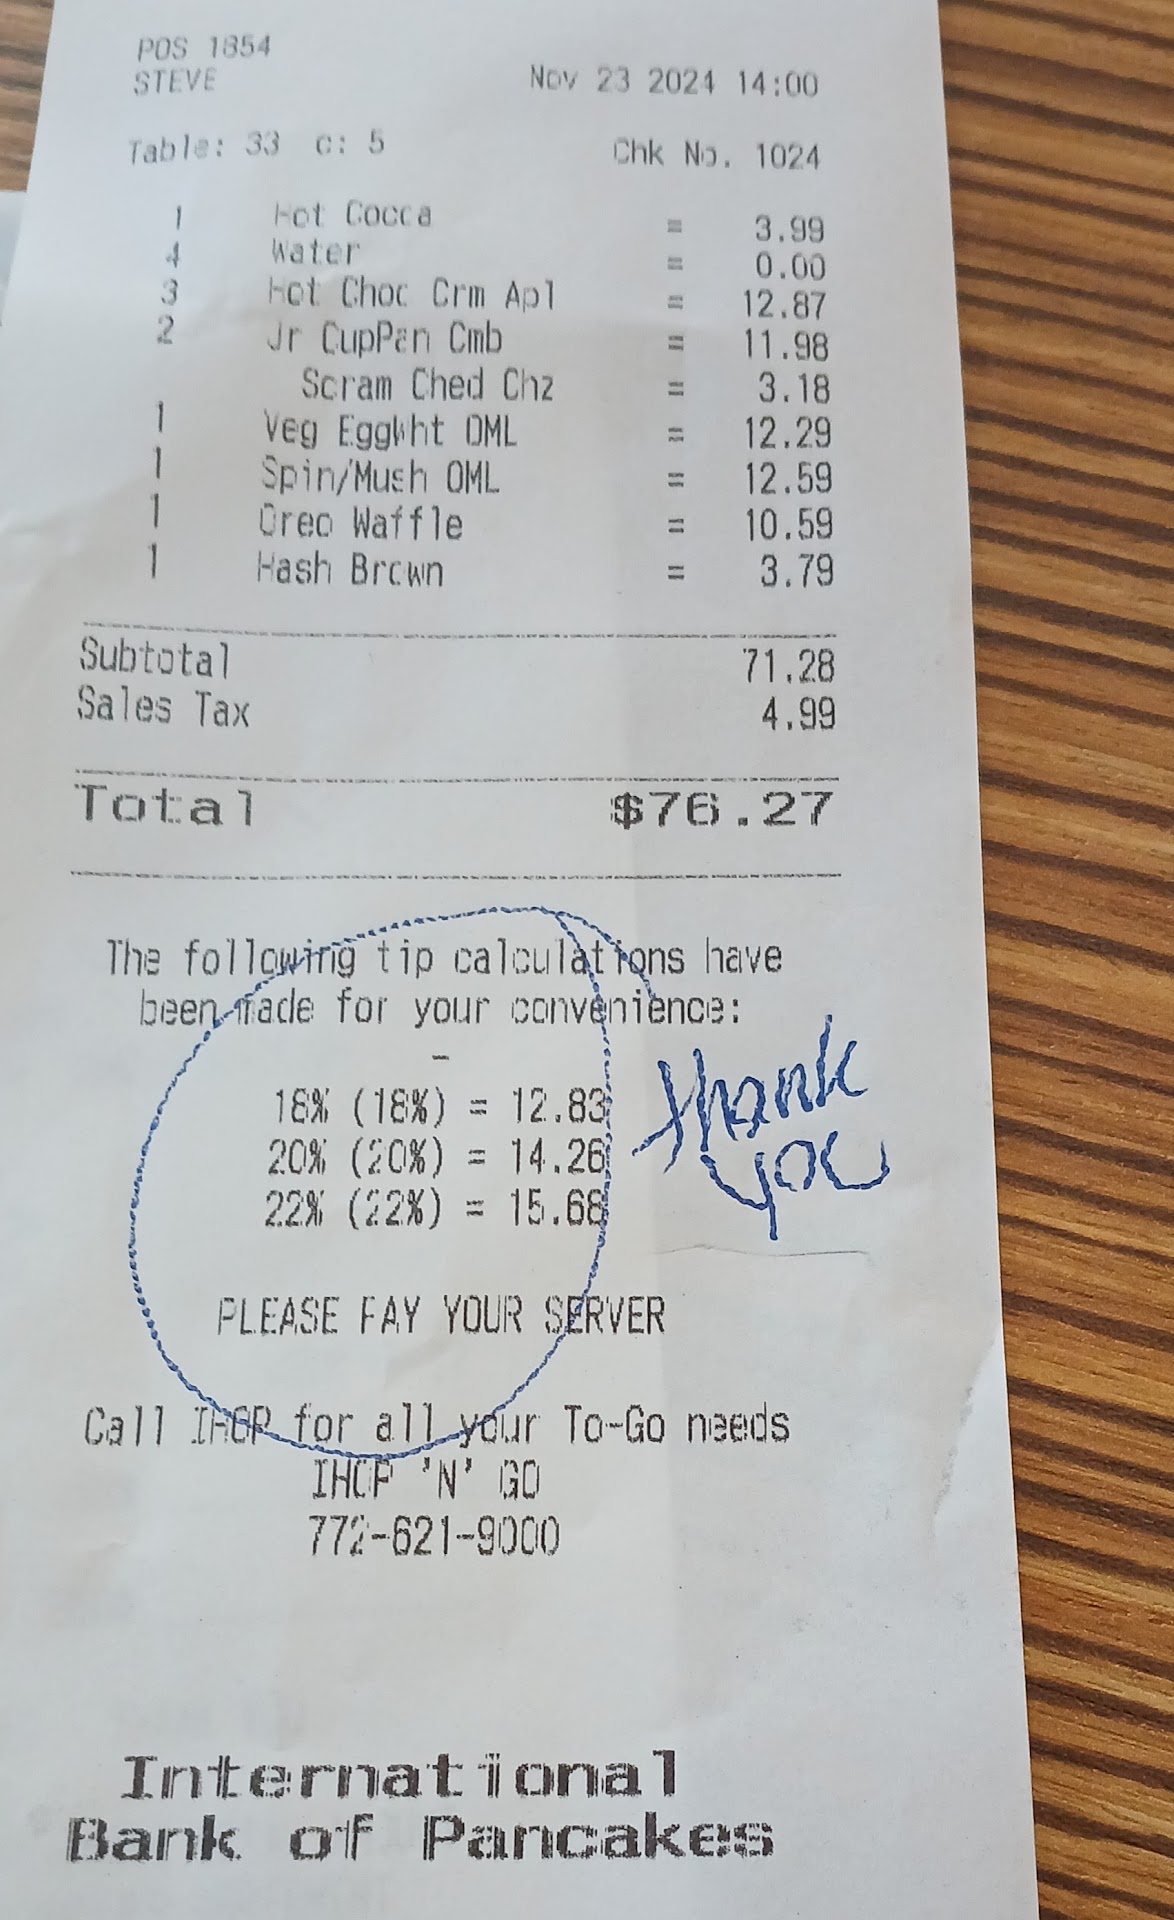 POS 1854
STEVE
Nov 23 2024 14:00
Table: 33 c: 5 Chk No. 1024
1 Hot Cocoa = 3.99
4 Water = 0.00
3 Hot Choc Crm Apl = 12.87
2 Jr CupPan Cmb = 11.98
Scram Ched Chz = 3.18
1 Veg EggWht OML = 12.29
1 Spin/Mush OML = 12.59
1 Oreo Waffle = 10.59
1 Hash Brown = 3.79
Subtotal 71.28
Sales Tax 4.99
Total $76.27
The following tip calculations have
been made for your convenience:
-
18% (18%) = 12.83
20% (20%) = 14.26
22% (22%) = 15.68
Thank
you
PLEASE PAY YOUR SERVER
Call IHOP for all your To-Go needs
IHOP 'N' GO
772-621-9000
International
Bank of Pancakes